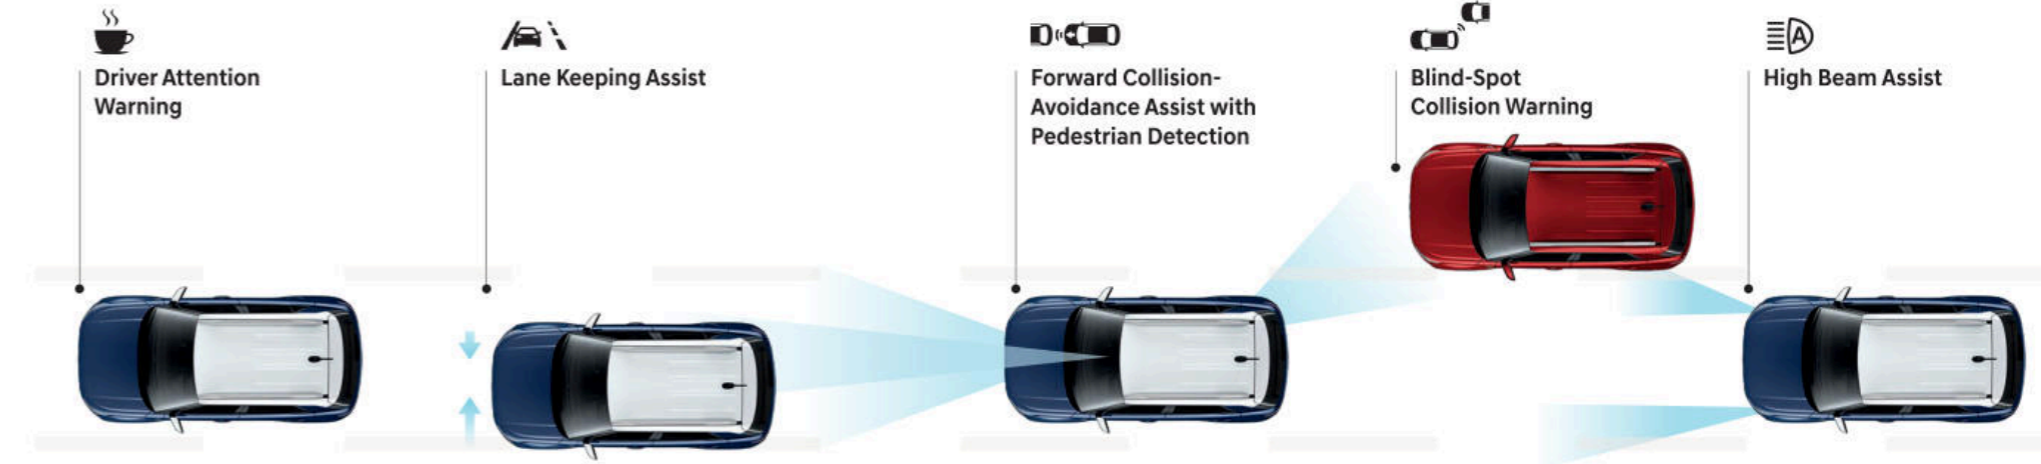 Driver Attention
Warning
Lane Keeping Assist
Forward Collision-
Avoidance Assist with
Pedestrian Detection
Blind-Spot
Collision Warning
A
High Beam Assist